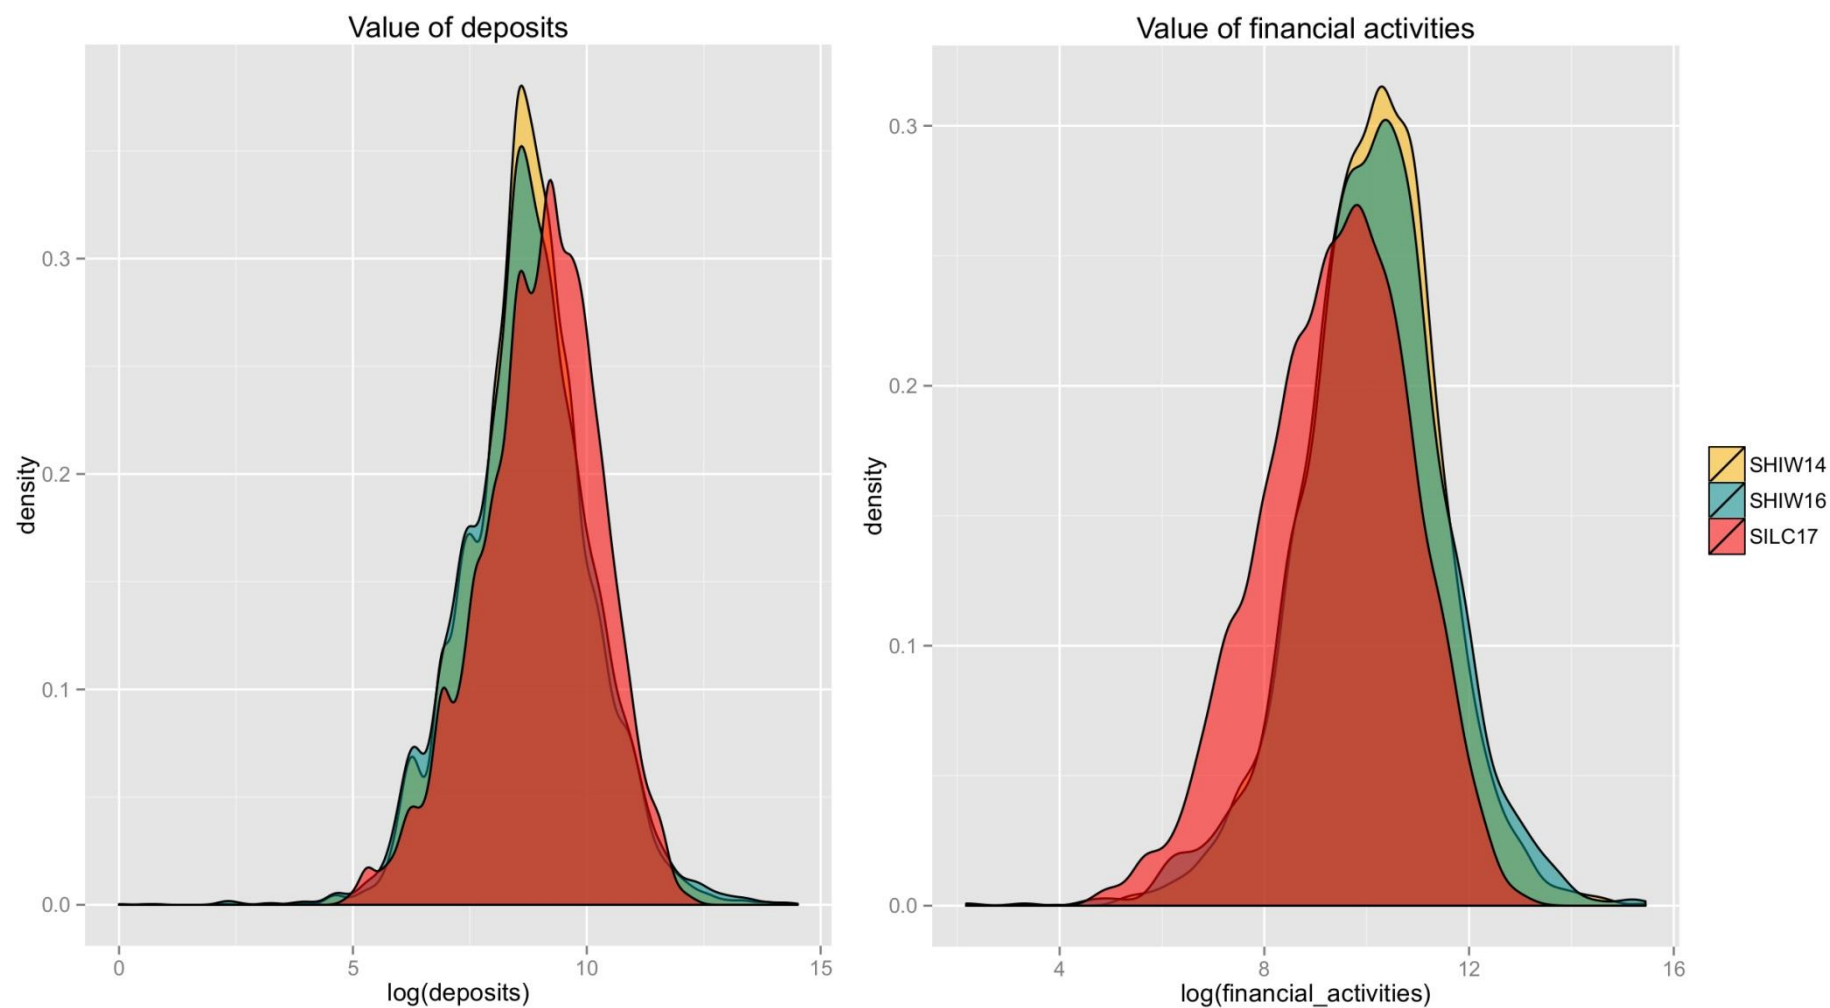 Value of deposits
density
0.3
0.2
0.1
0.0
0 5 10 15
log(deposits)
Value of financial activities
density
0.3
0.2
0.1
0.0
4 8 12 16
log(financial_activities)
SHIW14
SHIW16
SILC17